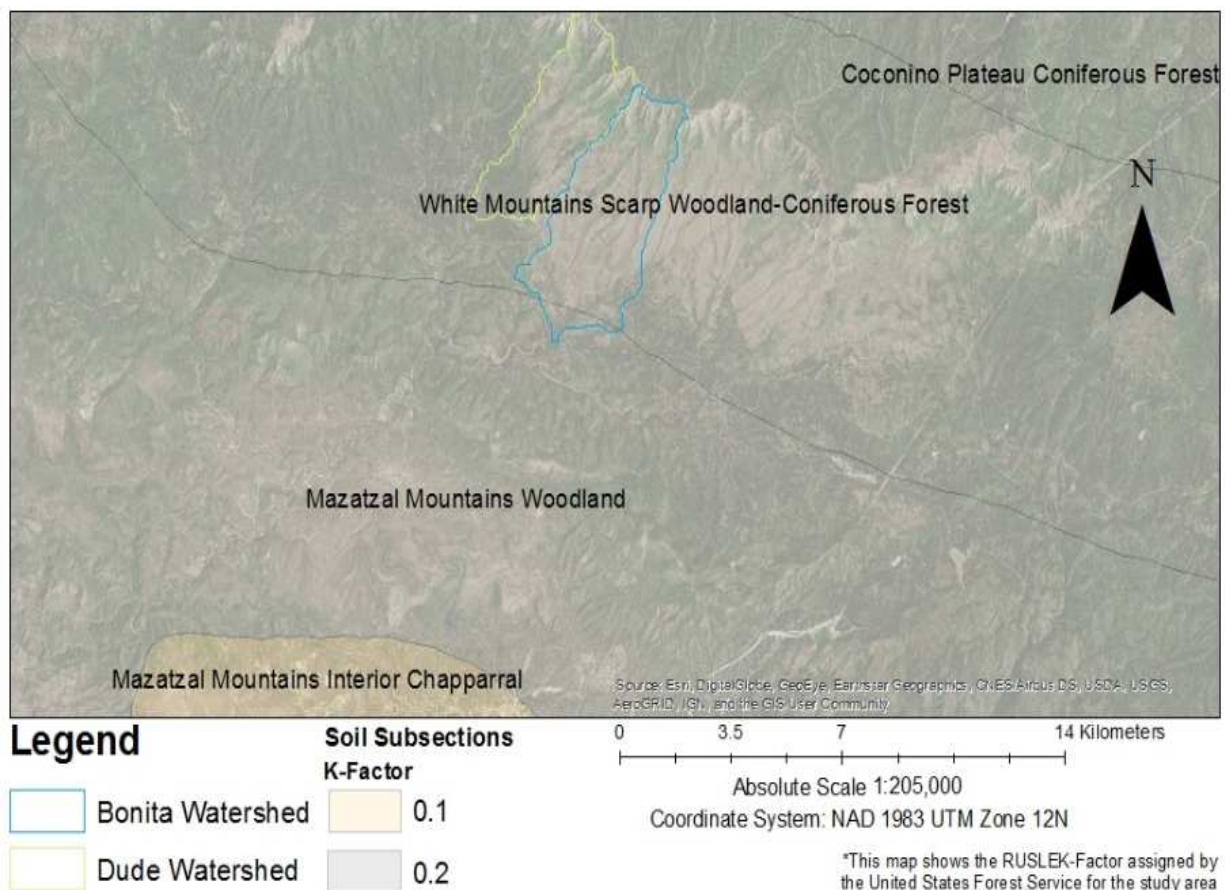 Coconino Plateau Coniferous Forest
N
White Mountains Scarp Woodland-Coniferous Forest
Mazatzal Mountains Woodland
Mazatzal Mountains Interior Chapparral
Source: Esri, DigitalGlobe, GeoEye, Earthstar Geographics, CNES/Airbus DS, USDA, USGS,
AeroGRID, IGN, and the GIS User Community
Legend
Soil Subsections
K-Factor
Bonita Watershed
0.1
Dude Watershed
0.2
0 3.5 7 14 Kilometers
Absolute Scale 1:205,000
Coordinate System: NAD 1983 UTM Zone 12N
*This map shows the RUSLEK-Factor assigned by
the United States Forest Service for the study area